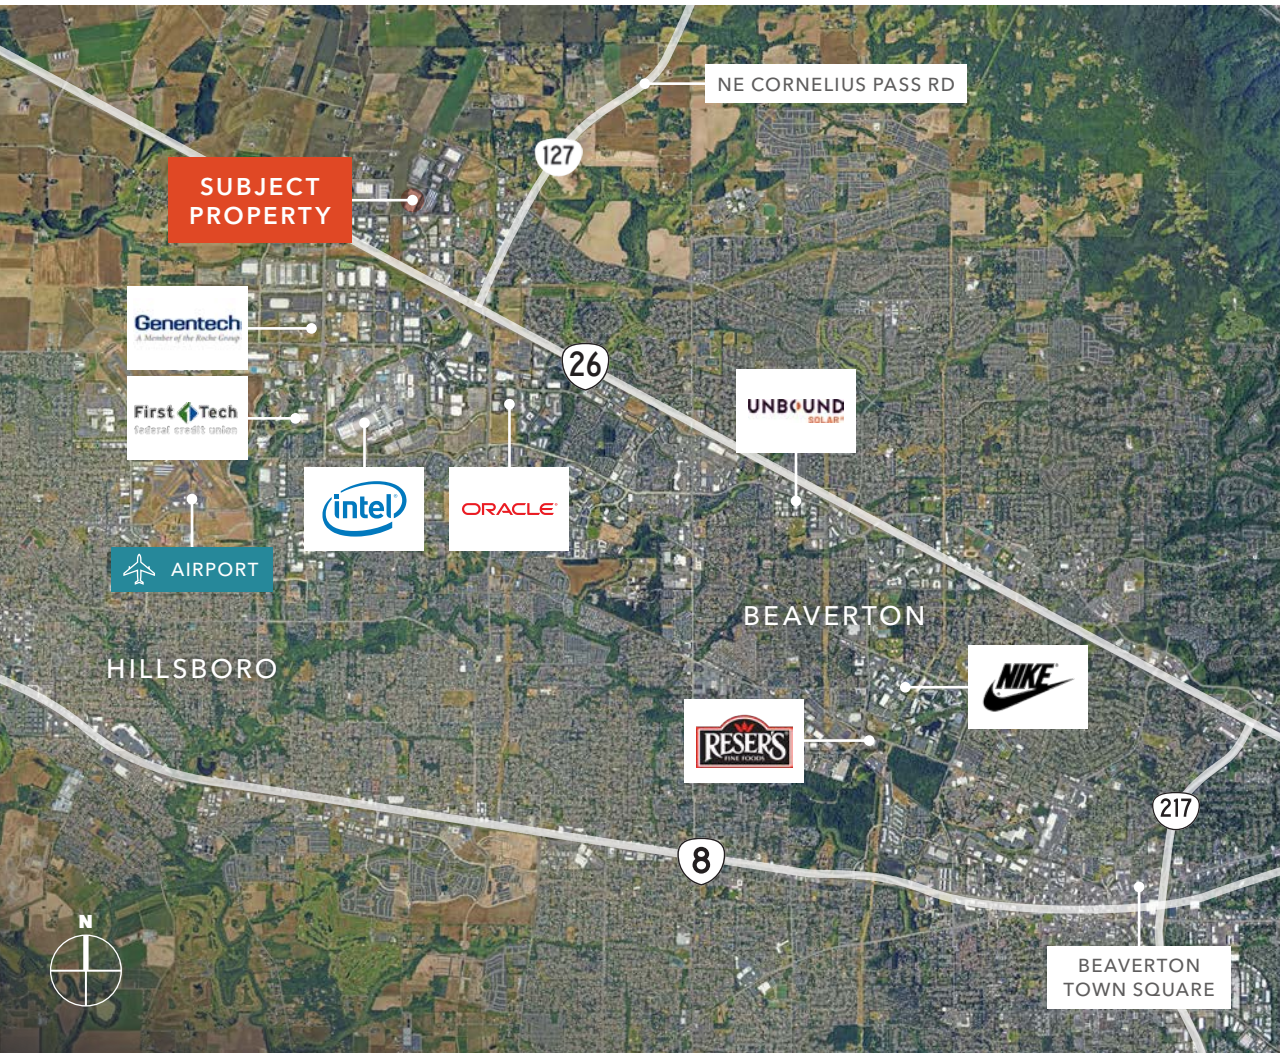 NE CORNELIUS PASS RD
127
SUBJECT
PROPERTY
Genentech
A Member of the Roche Group
26
First Tech
federal credit union
UNBOUND
SOLAR®
intel®
ORACLE®
AIRPORT
BEAVERTON
HILLSBORO
NIKE
RESER'S
FINE FOODS
217
8
N
BEAVERTON
TOWN SQUARE